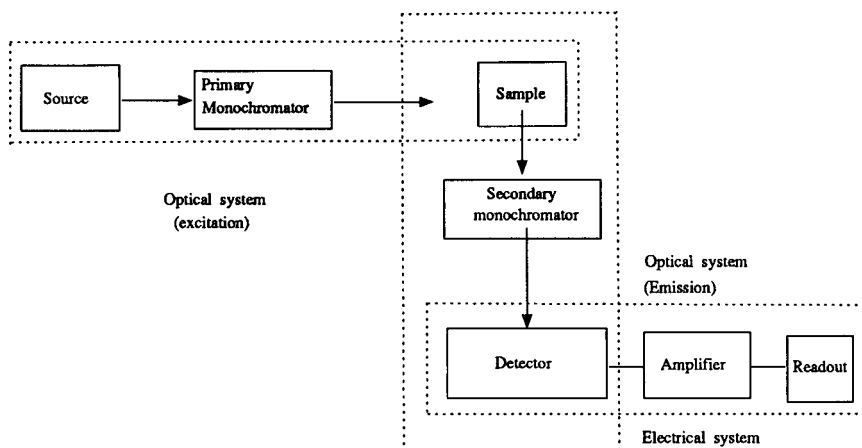 Source
Primary
Monochromator
Sample
Optical system
(excitation)
Secondary
monochromator
Optical system
(Emission)
Detector
Amplifier
Readout
Electrical system